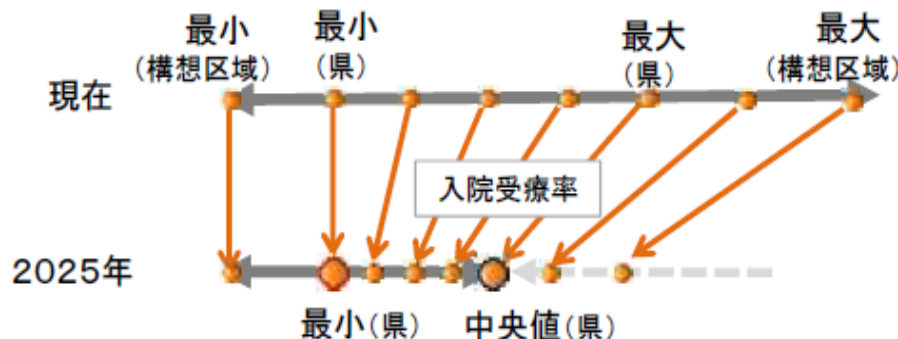 最小
(構想区域)
最小
(県)
最大
(県)
最大
(構想区域)
現在
入院受療率
2025年
最小(県)
中央値(県)